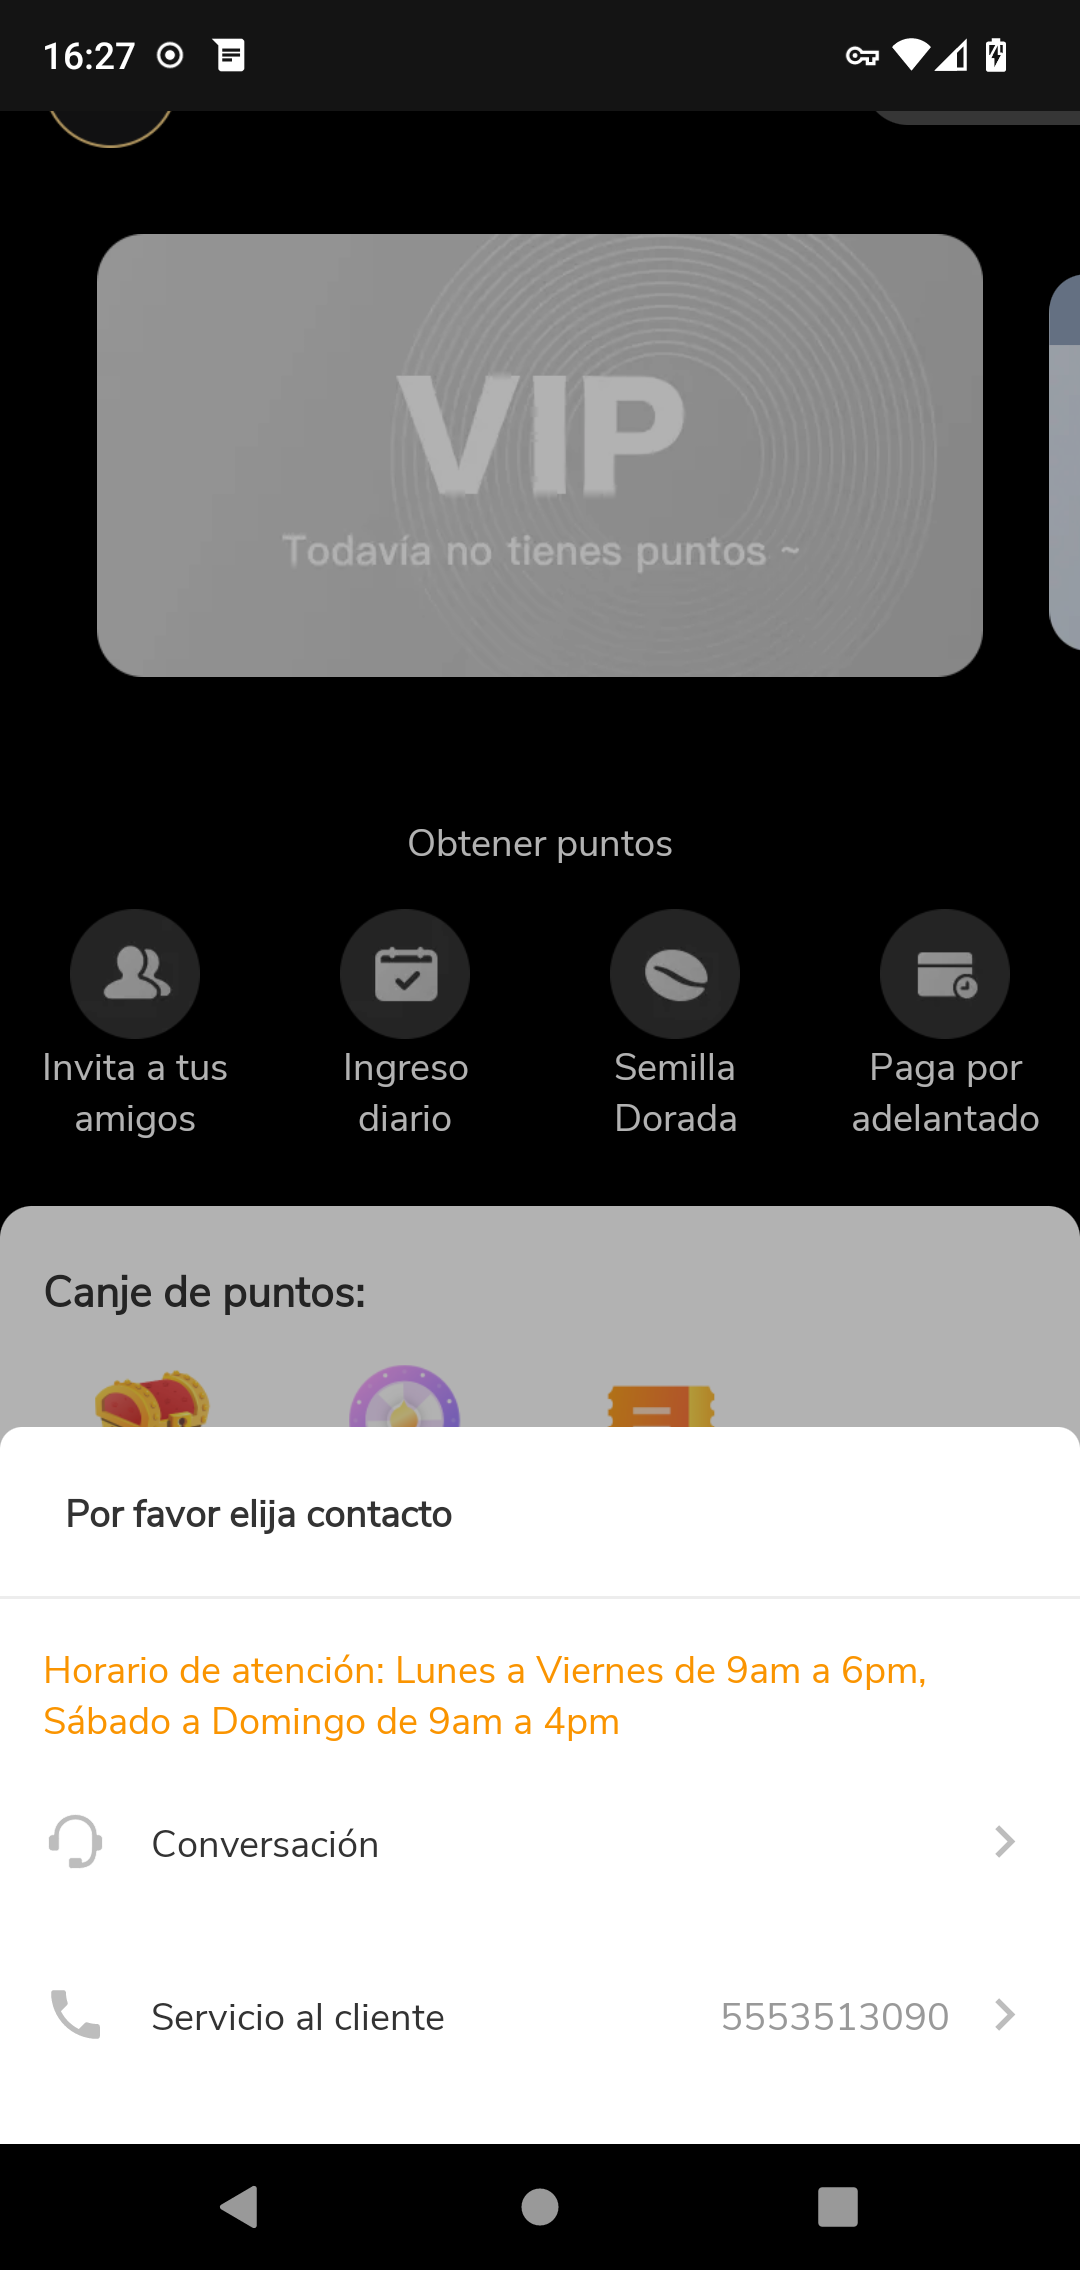 16:27
VIP
Todavía no tienes puntos ~
Obtener puntos
Invita a tus
amigos
Ingreso
diario
Semilla
Dorada
Paga por
adelantado
Canje de puntos:
Por favor elija contacto
Horario de atención: Lunes a Viernes de 9am a 6pm,
Sábado a Domingo de 9am a 4pm
Conversación
Servicio al cliente 5553513090